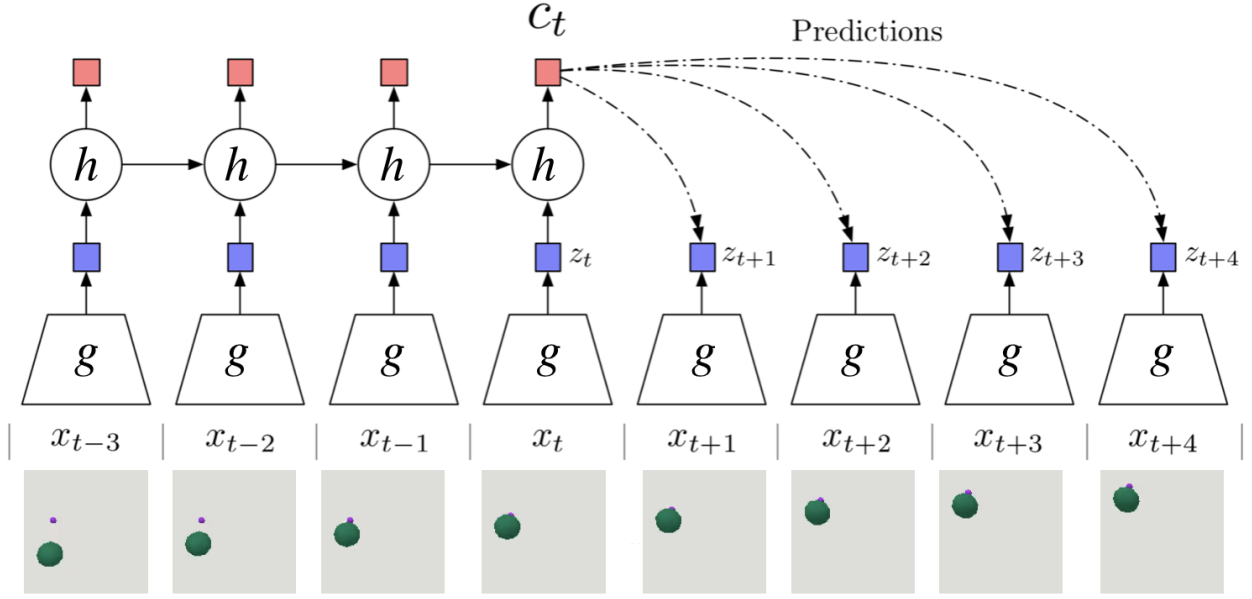 c_t
Predictions
h h h h
z_t z_{t+1} z_{t+2} z_{t+3} z_{t+4}
g g g g g g g g
| x_{t−3} | x_{t−2} | x_{t−1} | x_t | x_{t+1} | x_{t+2} | x_{t+3} | x_{t+4} |